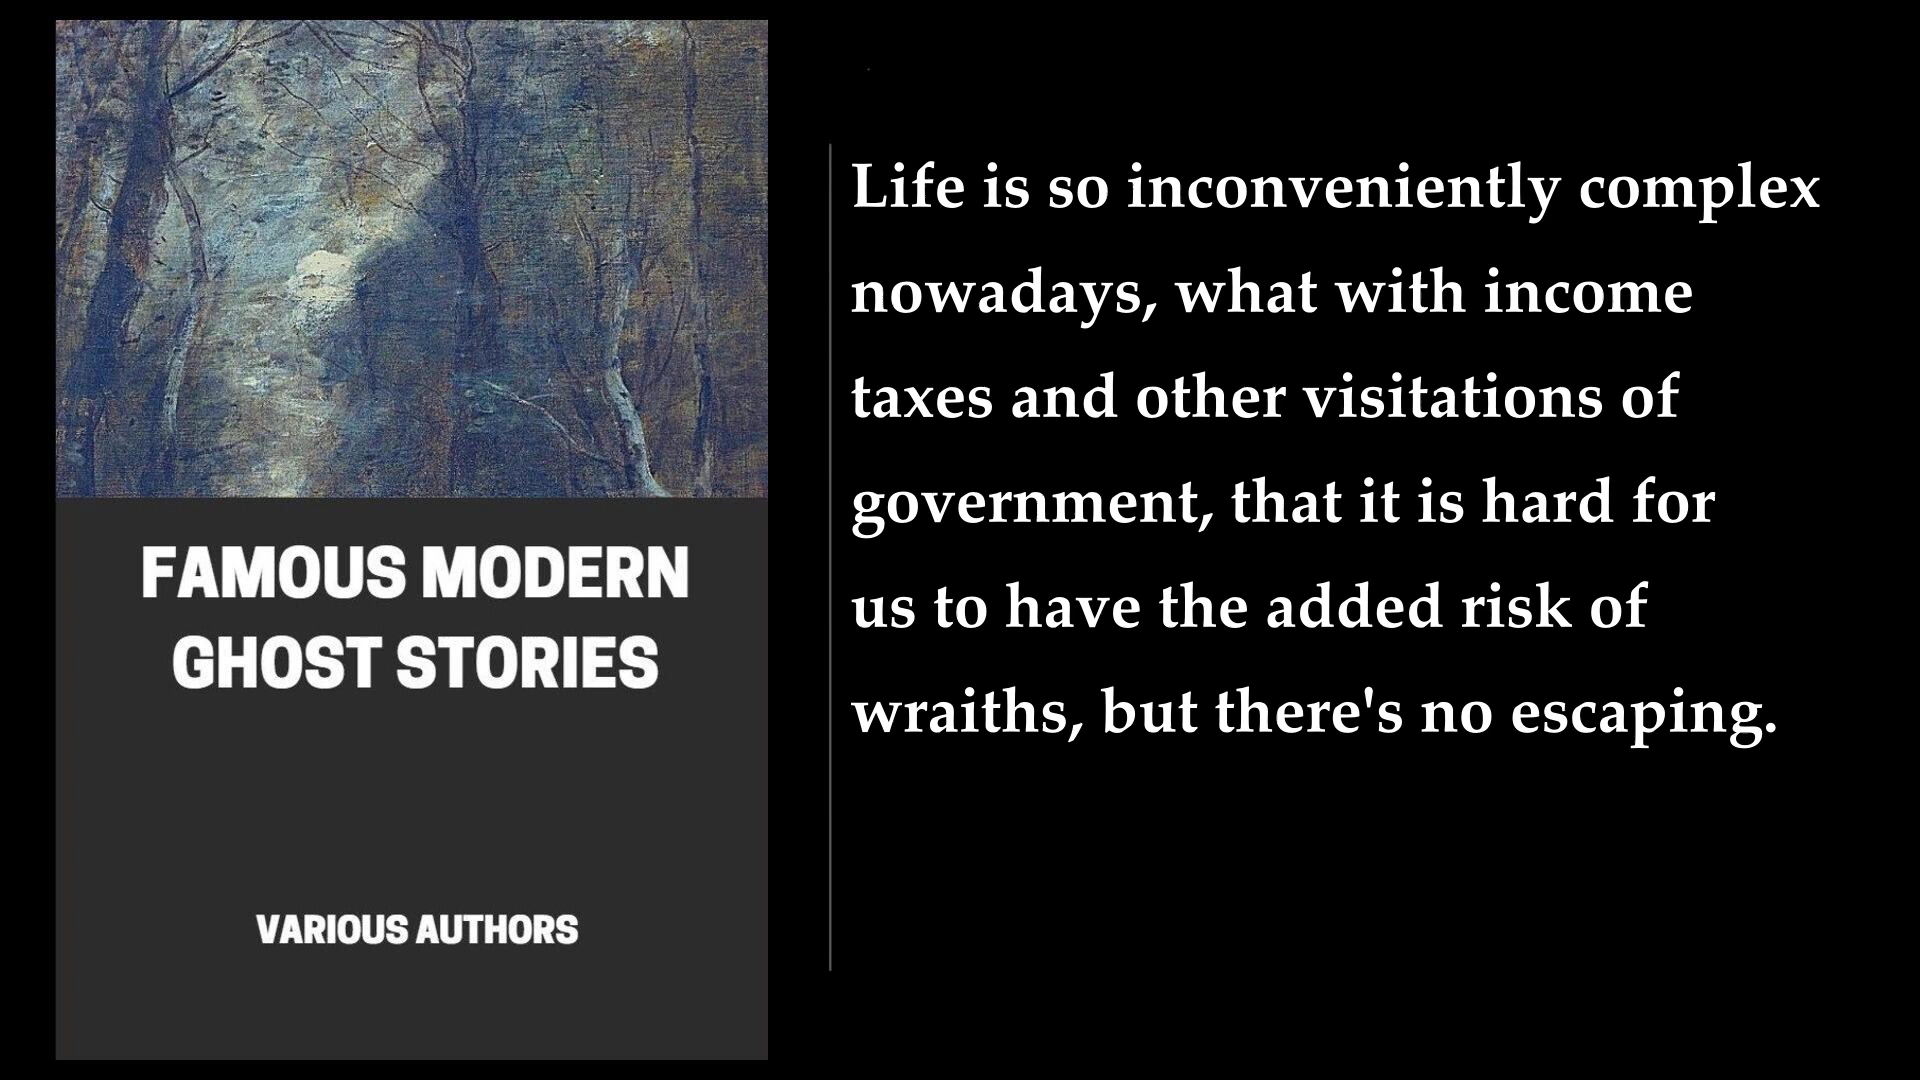 FAMOUS MODERN
GHOST STORIES
VARIOUS AUTHORS
Life is so inconveniently complex
nowadays, what with income
taxes and other visitations of
government, that it is hard for
us to have the added risk of
wraiths, but there's no escaping.